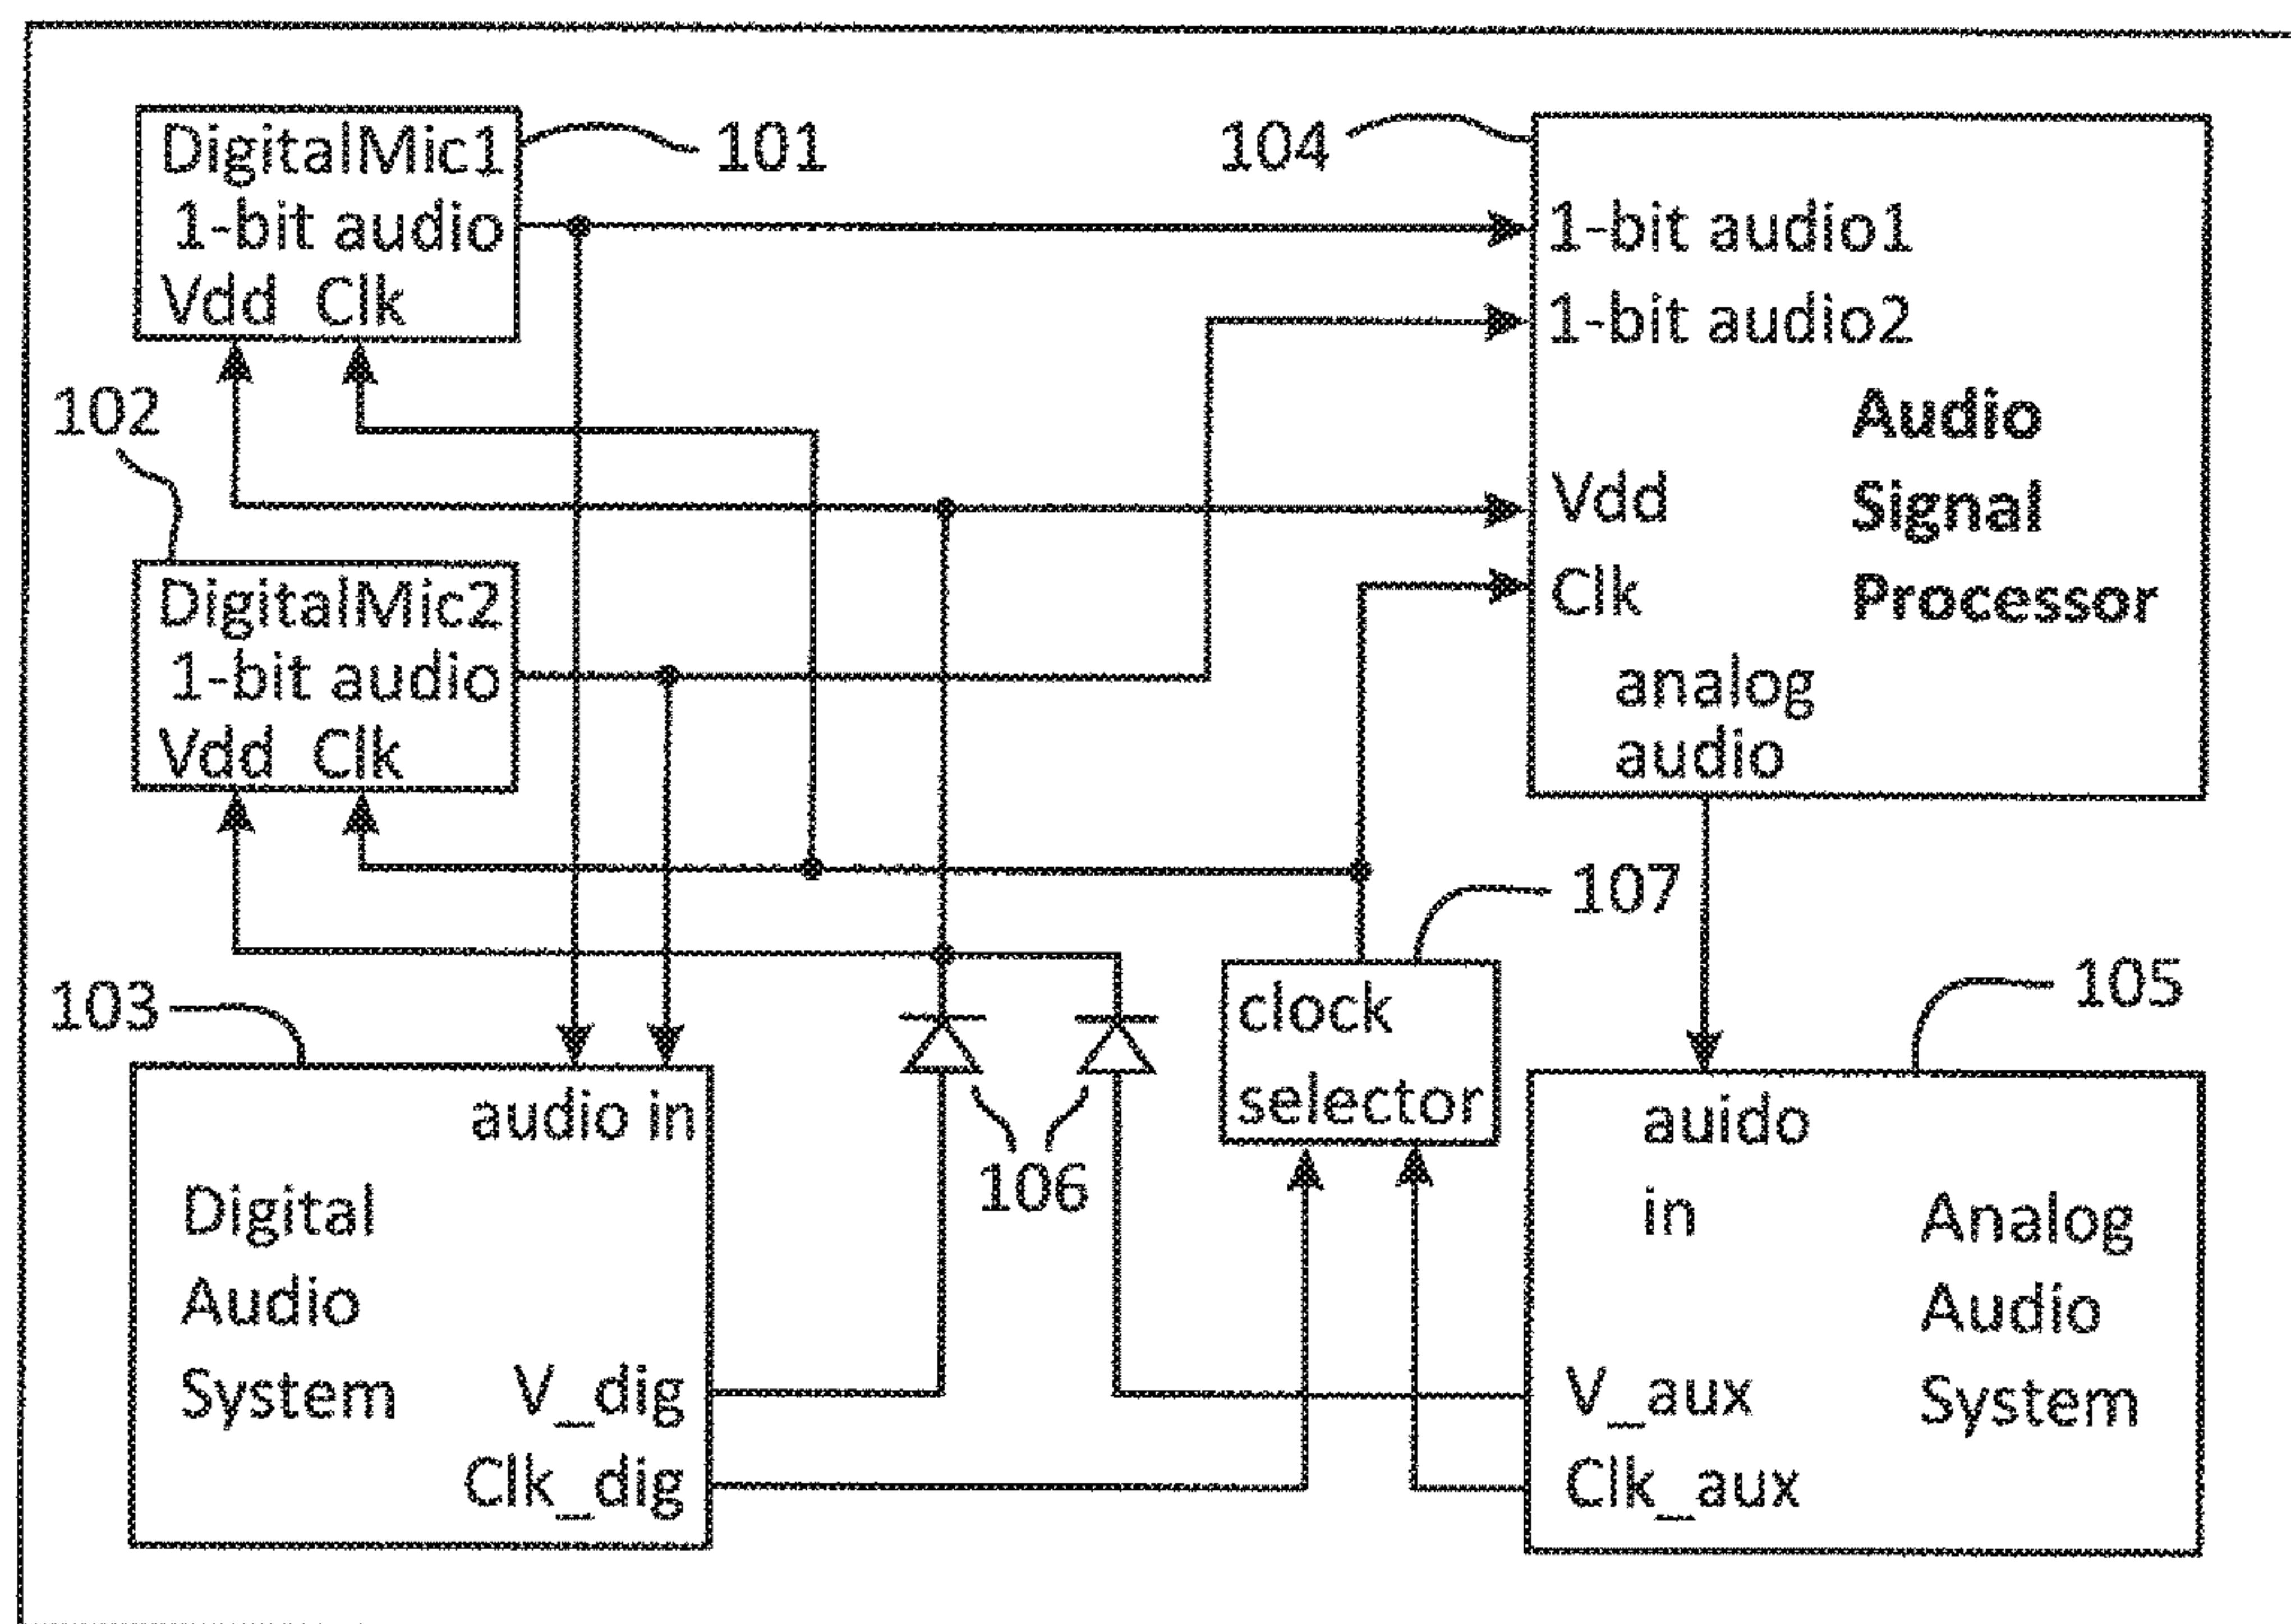 DigitalMic1
1-bit audio
Vdd Clk
101
104
1-bit audio1
1-bit audio2
Vdd
Clk
Audio
Signal
Processor
analog
audio
102
DigitalMic2
1-bit audio
Vdd Clk
103
audio in
Digital
Audio
System
V_dig
Clk_dig
106
107
clock
selector
105
auido
in
Analog
Audio
System
V_aux
Clk_aux